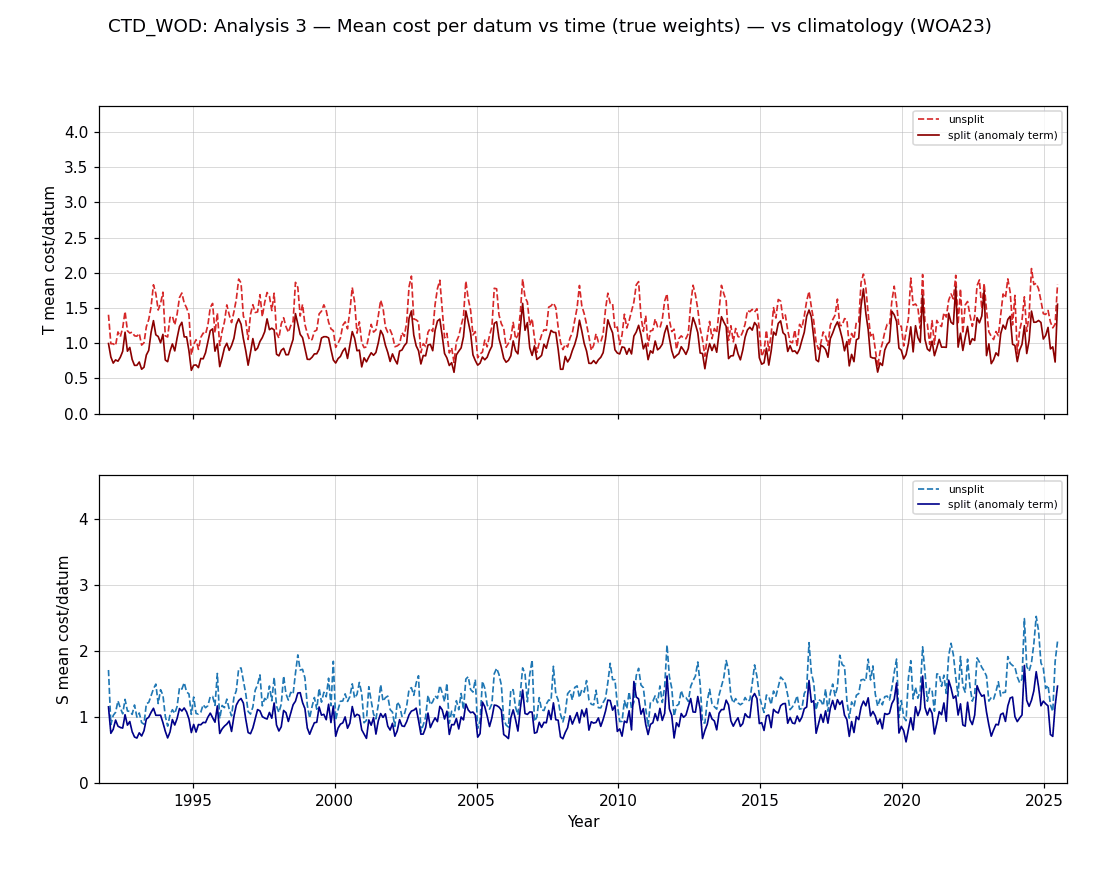 CTD_WOD: Analysis 3 — Mean cost per datum vs time (true weights) — vs climatology (WOA23)
T mean cost/datum
4.0
3.5
3.0
2.5
2.0
1.5
1.0
0.5
0.0
unsplit
split (anomaly term)
S mean cost/datum
4
3
2
1
0
unsplit
split (anomaly term)
1995
2000
2005
2010
2015
2020
2025
Year